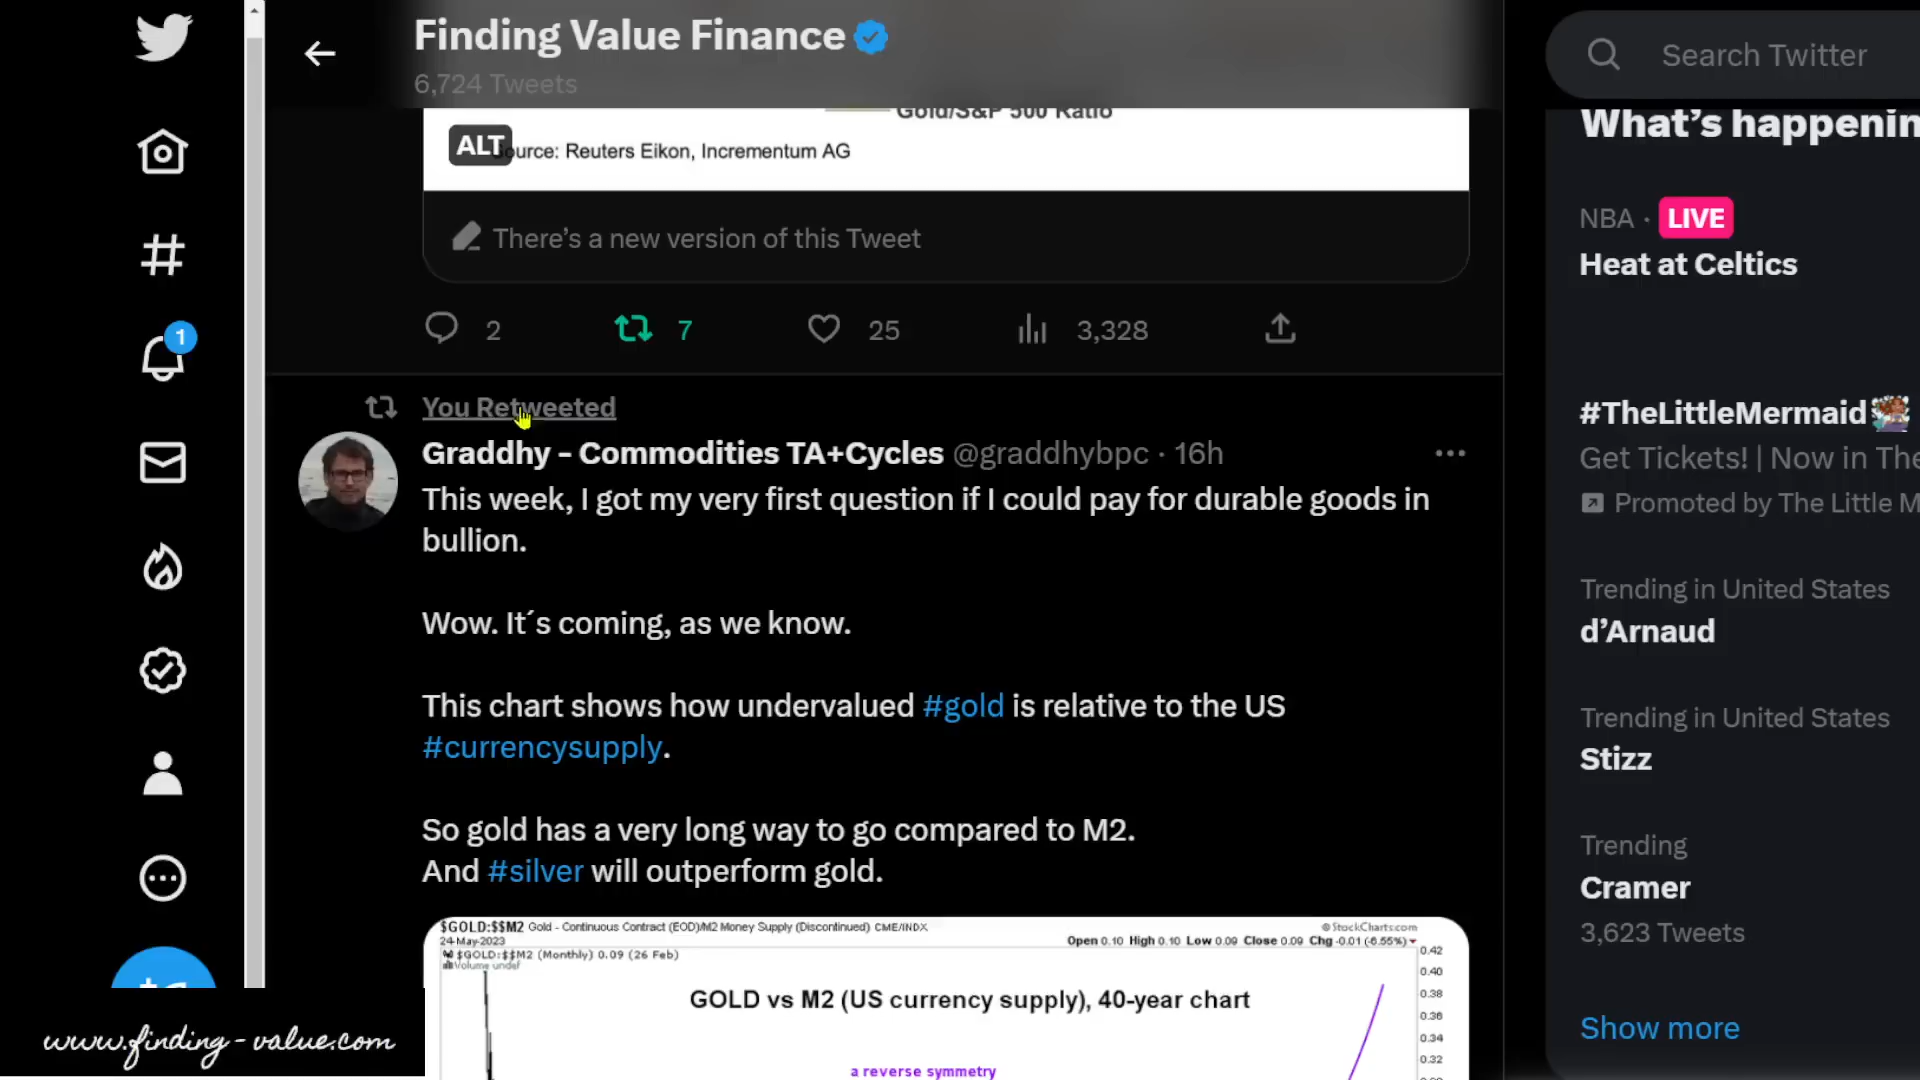 Finding Value Finance
6,724 Tweets
Search Twitter
Gold/S&P 500 Ratio
ALT
ource: Reuters Eikon, Incrementum AG
There's a new version of this Tweet
2
7
25
3,328
1
You Retweeted
Graddhy - Commodities TA+Cycles @graddhybpc · 16h
This week, I got my very first question if I could pay for durable goods in
bullion.
Wow. It´s coming, as we know.
This chart shows how undervalued #gold is relative to the US
#currencysupply.
So gold has a very long way to go compared to M2.
And #silver will outperform gold.
$GOLD:$$M2 Gold - Continuous Contract (EOD)/M2 Money Supply (Discontinued) CME/INDX
© StockCharts.com
24-May-2023
Open 0.10 High 0.10 Low 0.09 Close 0.09 Chg -0.01 (-6.55%)
$GOLD:$$M2 (Monthly) 0.09 (26 Feb)
Volume undef
GOLD vs M2 (US currency supply), 40-year chart
a reverse symmetry
0.42
0.40
0.38
0.36
0.34
0.32
What's happenin
NBA · LIVE
Heat at Celtics
#TheLittleMermaid
Get Tickets! | Now in The
Promoted by The Little M
Trending in United States
d'Arnaud
Trending in United States
Stizz
Trending
Cramer
3,623 Tweets
Show more
www.finding-value.com